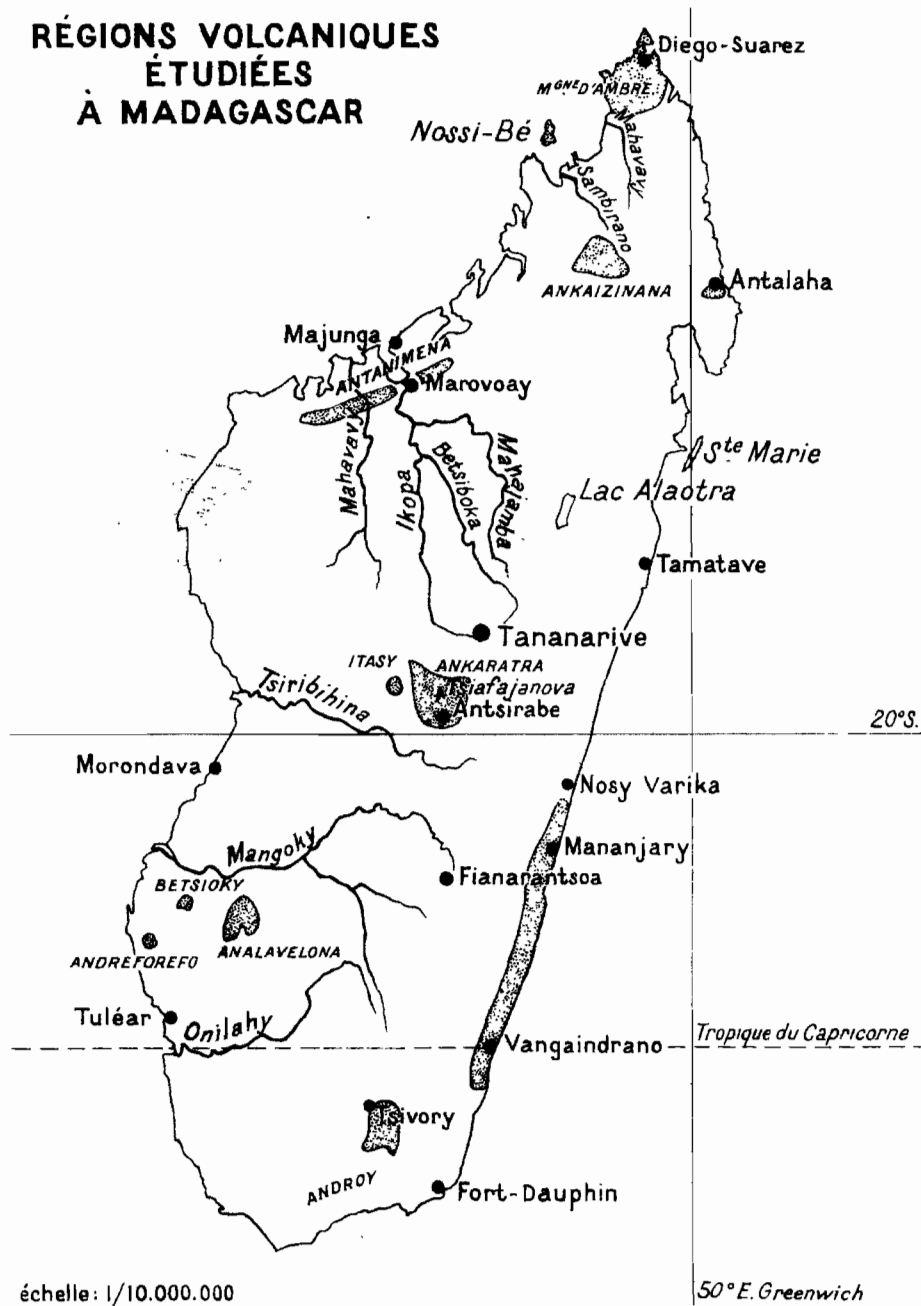 RÉGIONS VOLCANIQUES
ÉTUDIÉES
À MADAGASCAR
Diego-Suarez
MGNE D'AMBRE
Nossi-Bé
Mahavavy
Sambirano
ANKAIZINANA
Antalaha
Majunga
ANTANIMENA
Marovoay
Mahavavy
Ikopa
Betsiboka
Mahajamba
Ste Marie
Lac Alaotra
Tamatave
Tananarive
ITASY
ANKARATRA
Tsiafajanova
Antsirabe
Tsiribihina
20°S.
Morondava
Nosy Varika
Mangoky
Mananjary
BETSIOKY
Fianarantsoa
ANALAVELONA
ANDREFOREFO
Tuléar
Onilahy
Vangaindrano
Tropique du Capricorne
Tsivory
ANDROY
Fort-Dauphin
échelle: 1/10.000.000
50° E. Greenwich